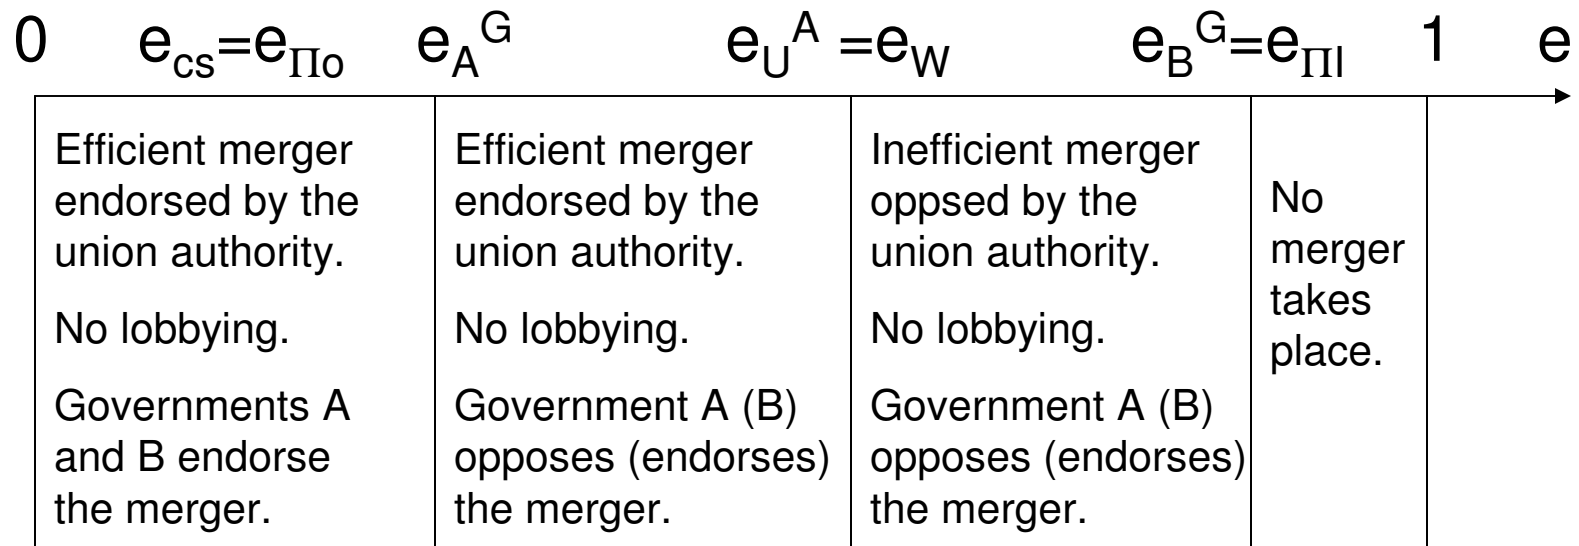 0 e_cs=e_Πo e_A^G e_U^A =e_W e_B^G=e_Πl 1 e
Efficient merger
endorsed by the
union authority.
No lobbying.
Governments A
and B endorse
the merger.
Efficient merger
endorsed by the
union authority.
No lobbying.
Government A (B)
opposes (endorses)
the merger.
Inefficient merger
oppsed by the
union authority.
No lobbying.
Government A (B)
opposes (endorses)
the merger.
No
merger
takes
place.